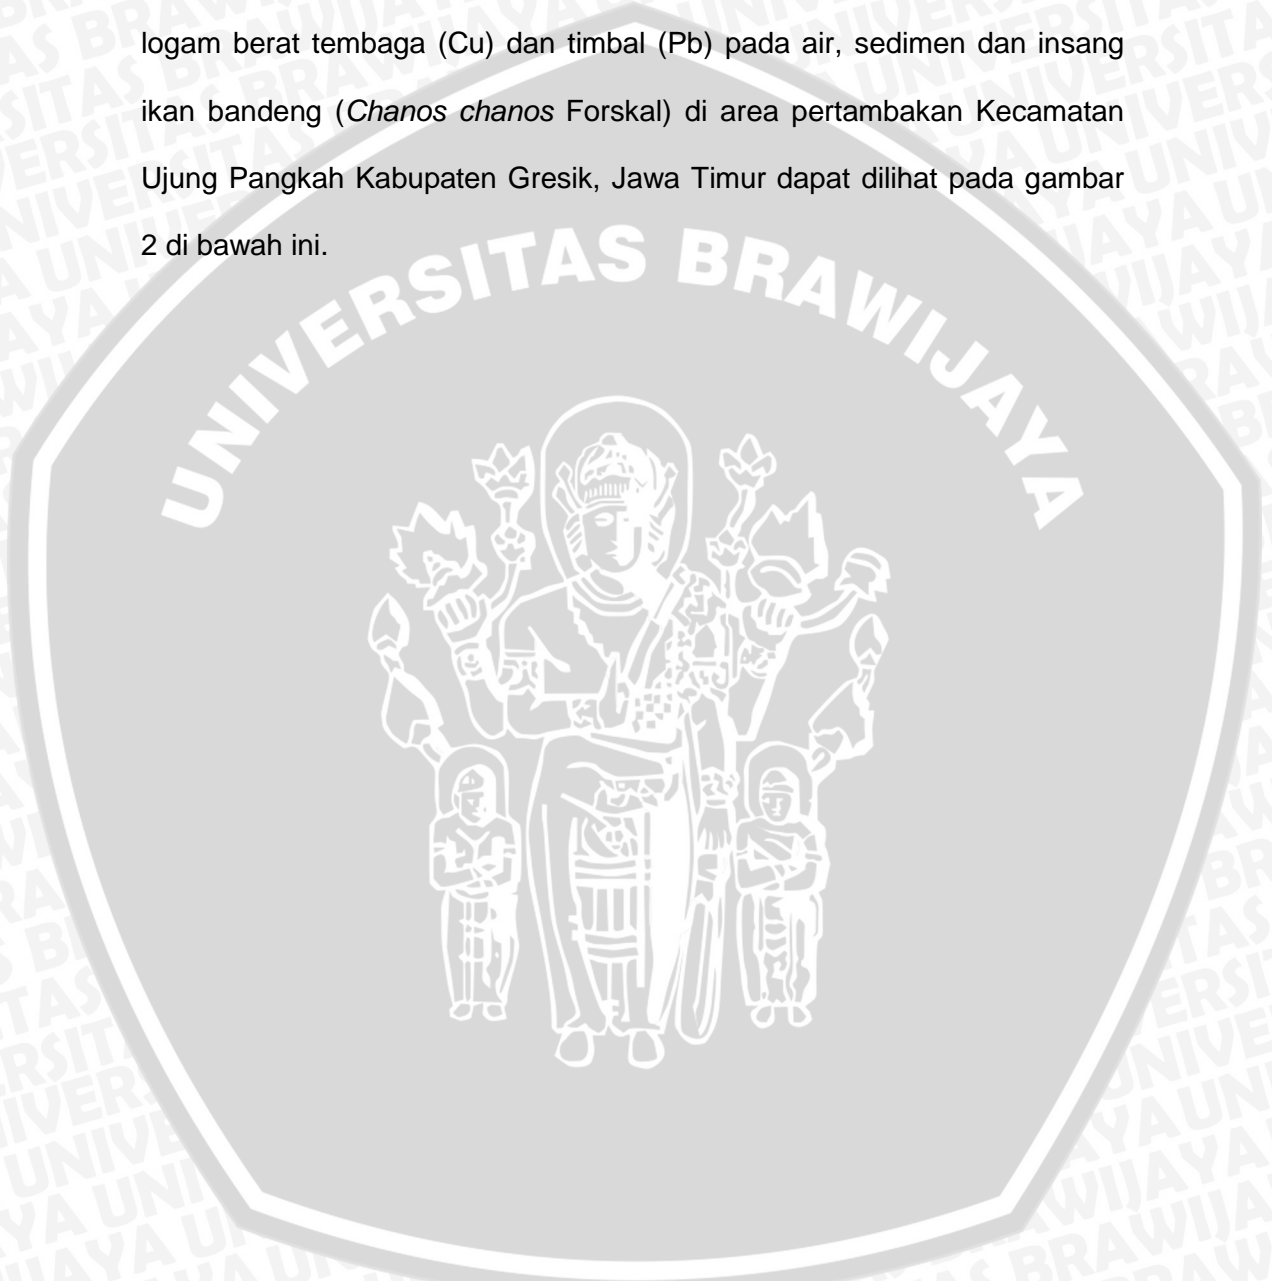 logam berat tembaga (Cu) dan timbal (Pb) pada air, sedimen dan insang
ikan bandeng (Chanos chanos Forskal) di area pertambakan Kecamatan
Ujung Pangkah Kabupaten Gresik, Jawa Timur dapat dilihat pada gambar
2 di bawah ini.
UNIVERSITAS BRAWIJAYA